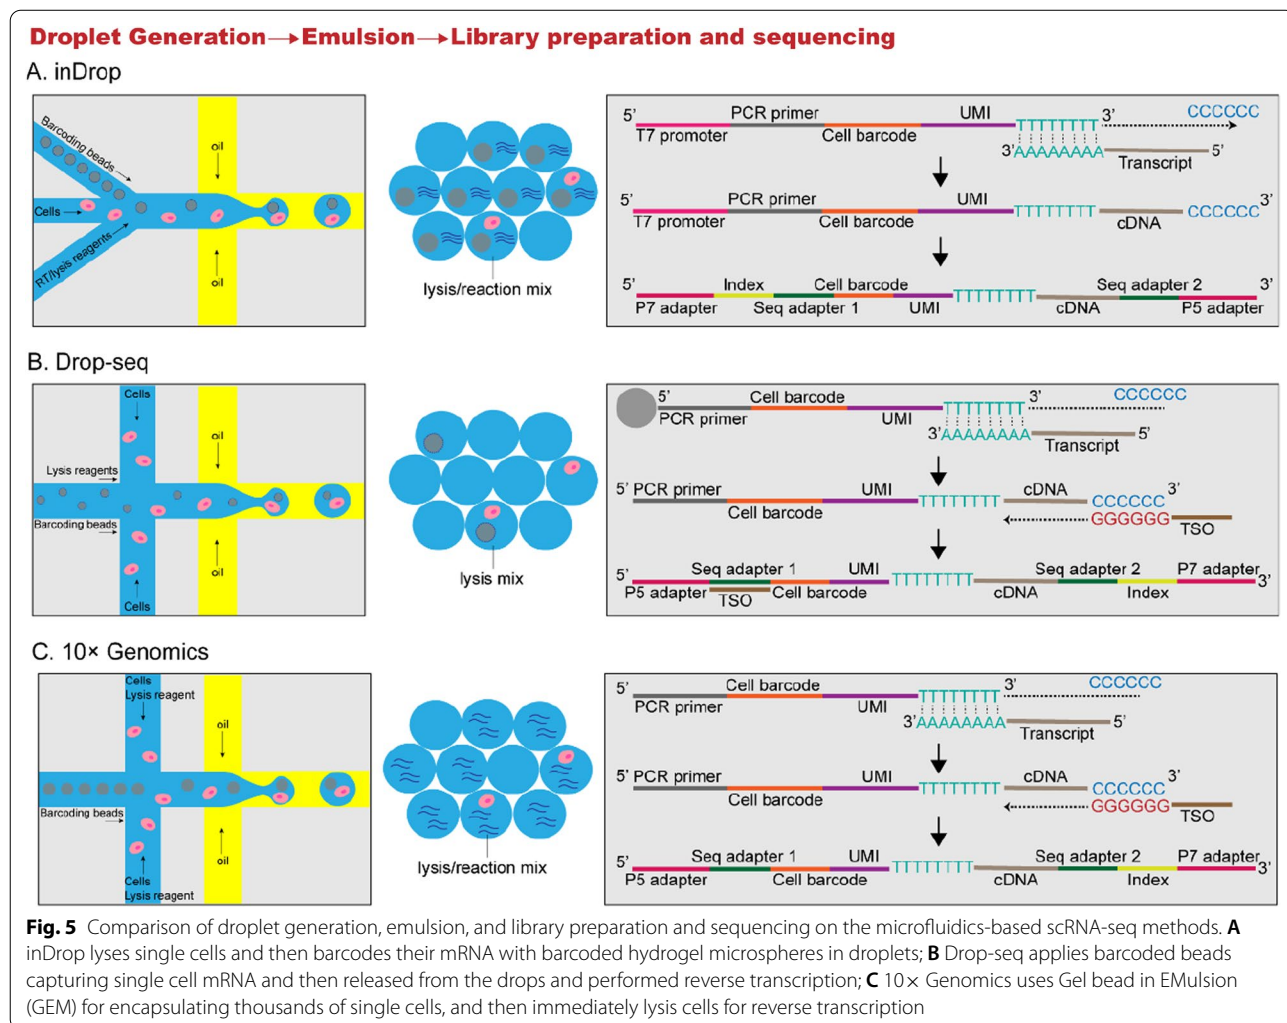 Droplet Generation→Emulsion→Library preparation and sequencing
A. inDrop
Barcoding beads
Cells
RT/lysis reagents
oil
oil
lysis/reaction mix
5’ PCR primer UMI 3’ CCCCCC
T7 promoter Cell barcode TTTTTTTT
3’AAAAAAAA 5’
Transcript
PCR primer UMI TTTTTTTT CCCCCC
T7 promoter Cell barcode cDNA
5’ Index Cell barcode TTTTTTTT Seq adapter 2 3’
P7 adapter Seq adapter 1 UMI cDNA P5 adapter
B. Drop-seq
Cells
Lysis reagents
Barcoding beads
Cells
oil
oil
lysis mix
5’ Cell barcode 3’ CCCCCC
PCR primer UMI TTTTTTTT
3’AAAAAAAA 5’
Transcript
5’ PCR primer UMI TTTTTTTT cDNA CCCCCC 3’
Cell barcode GGGGGG TSO
5’ Seq adapter 1 UMI TTTTTTTT Seq adapter 2 P7 adapter
P5 adapter TSO Cell barcode cDNA Index 3’
C. 10× Genomics
Cells
Lysis reagent
Barcoding beads
Cells
Lysis reagent
oil
oil
lysis/reaction mix
5’ Cell barcode 3’ CCCCCC
PCR primer UMI TTTTTTTT
3’AAAAAAAA 5’
Transcript
5’ PCR primer UMI TTTTTTTT cDNA CCCCCC 3’
Cell barcode GGGGGG TSO
5’ Seq adapter 1 UMI TTTTTTTT Seq adapter 2 P7 adapter
P5 adapter Cell barcode cDNA Index 3’
Fig. 5 Comparison of droplet generation, emulsion, and library preparation and sequencing on the microfluidics-based scRNA-seq methods. A
inDrop lyses single cells and then barcodes their mRNA with barcoded hydrogel microspheres in droplets; B Drop-seq applies barcoded beads
capturing single cell mRNA and then released from the drops and performed reverse transcription; C 10× Genomics uses Gel bead in EMulsion
(GEM) for encapsulating thousands of single cells, and then immediately lysis cells for reverse transcription